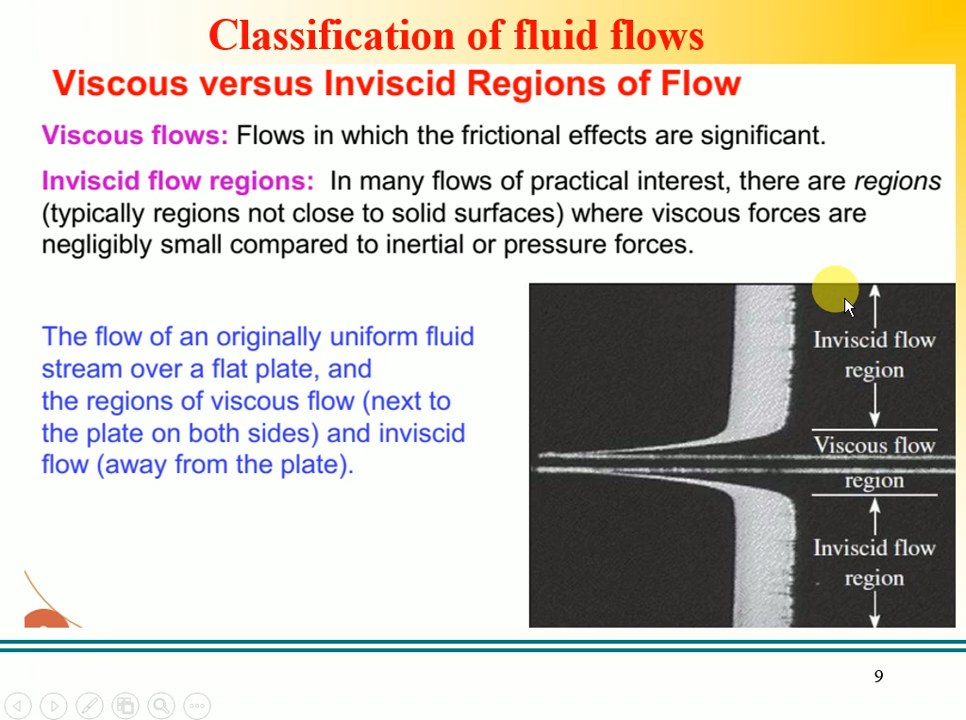 Classification of fluid flows
Viscous versus Inviscid Regions of Flow
Viscous flows: Flows in which the frictional effects are significant.
Inviscid flow regions: In many flows of practical interest, there are regions
(typically regions not close to solid surfaces) where viscous forces are
negligibly small compared to inertial or pressure forces.
The flow of an originally uniform fluid
stream over a flat plate, and
the regions of viscous flow (next to
the plate on both sides) and inviscid
flow (away from the plate).
Inviscid flow
region
Viscous flow
region
Inviscid flow
region
9